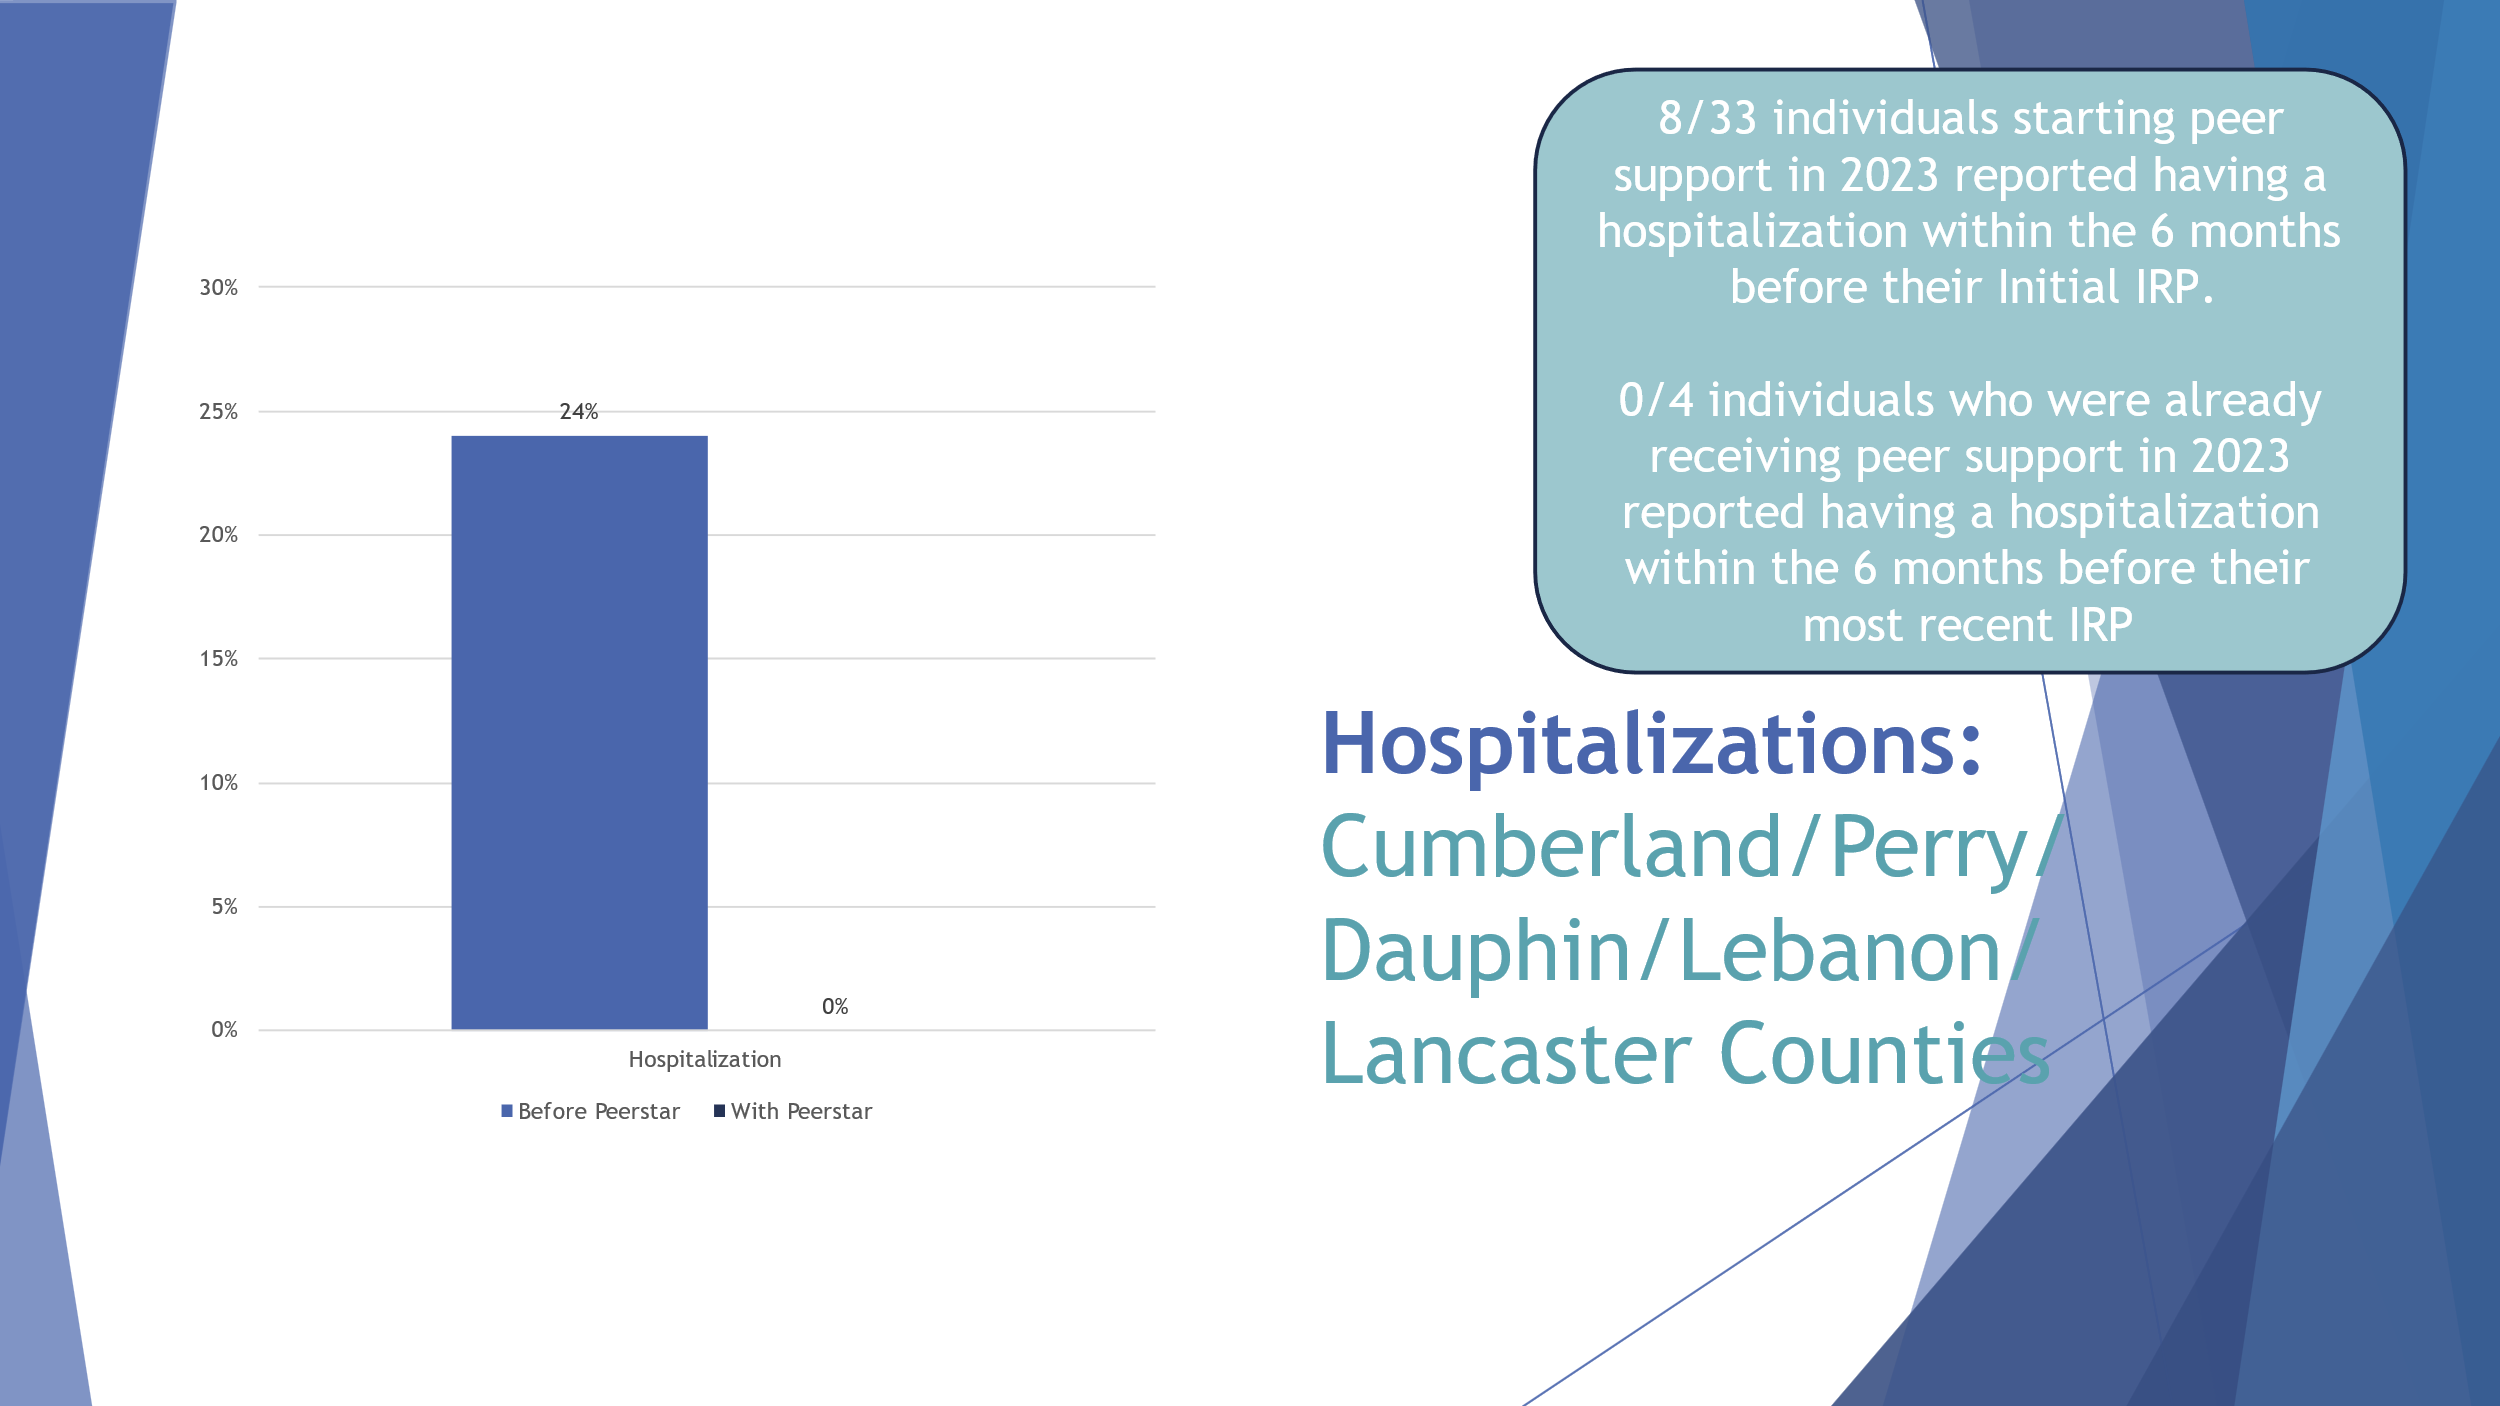 8/33 individuals starting peer
support in 2023 reported having a
hospitalization within the 6 months
before their Initial IRP.
0/4 individuals who were already
receiving peer support in 2023
reported having a hospitalization
within the 6 months before their
most recent IRP
30%
25%
20%
15%
10%
5%
0%
24%
0%
Hospitalization
Before Peerstar
With Peerstar
Hospitalizations:
Cumberland/Perry/
Dauphin/Lebanon/
Lancaster Counties